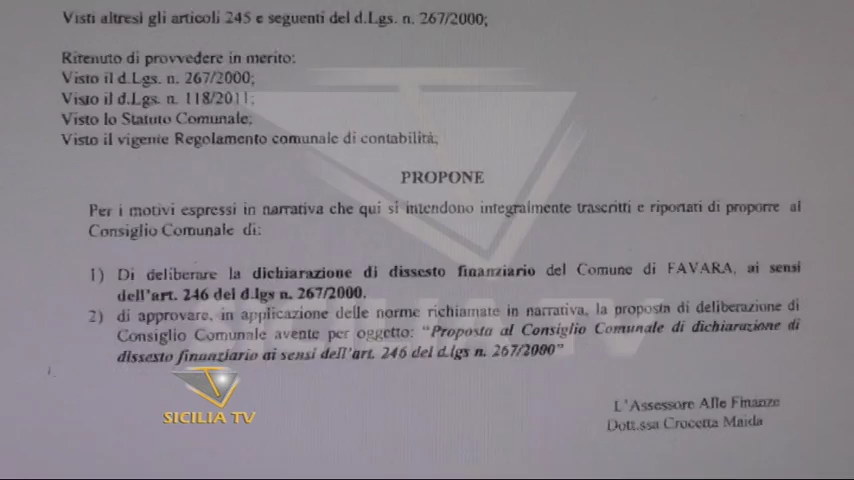 Visti altresì gli articoli 245 e seguenti del d.Lgs. n. 267/2000;
Ritenuto di provvedere in merito:
Visto il d.Lgs. n. 267/2000;
Visto il d.Lgs. n. 118/2011;
Visto lo Statuto Comunale;
Visto il vigente Regolamento comunale di contabilità;
PROPONE
Per i motivi espressi in narrativa che qui si intendono integralmente trascritti e riportati di proporre al
Consiglio Comunale di:
1) Di deliberare la dichiarazione di dissesto finanziario del Comune di FAVARA, ai sensi
dell'art. 246 del d.lgs n. 267/2000.
2) di approvare, in applicazione delle norme richiamate in narrativa, la proposta di deliberazione di
Consiglio Comunale avente per oggetto: "Proposta al Consiglio Comunale di dichiarazione di
dissesto finanziario ai sensi dell'art. 246 del d.lgs n. 267/2000"
SICILIA TV
SICILIA TV
L'Assessore Alle Finanze
Dott.ssa Crocetta Maida